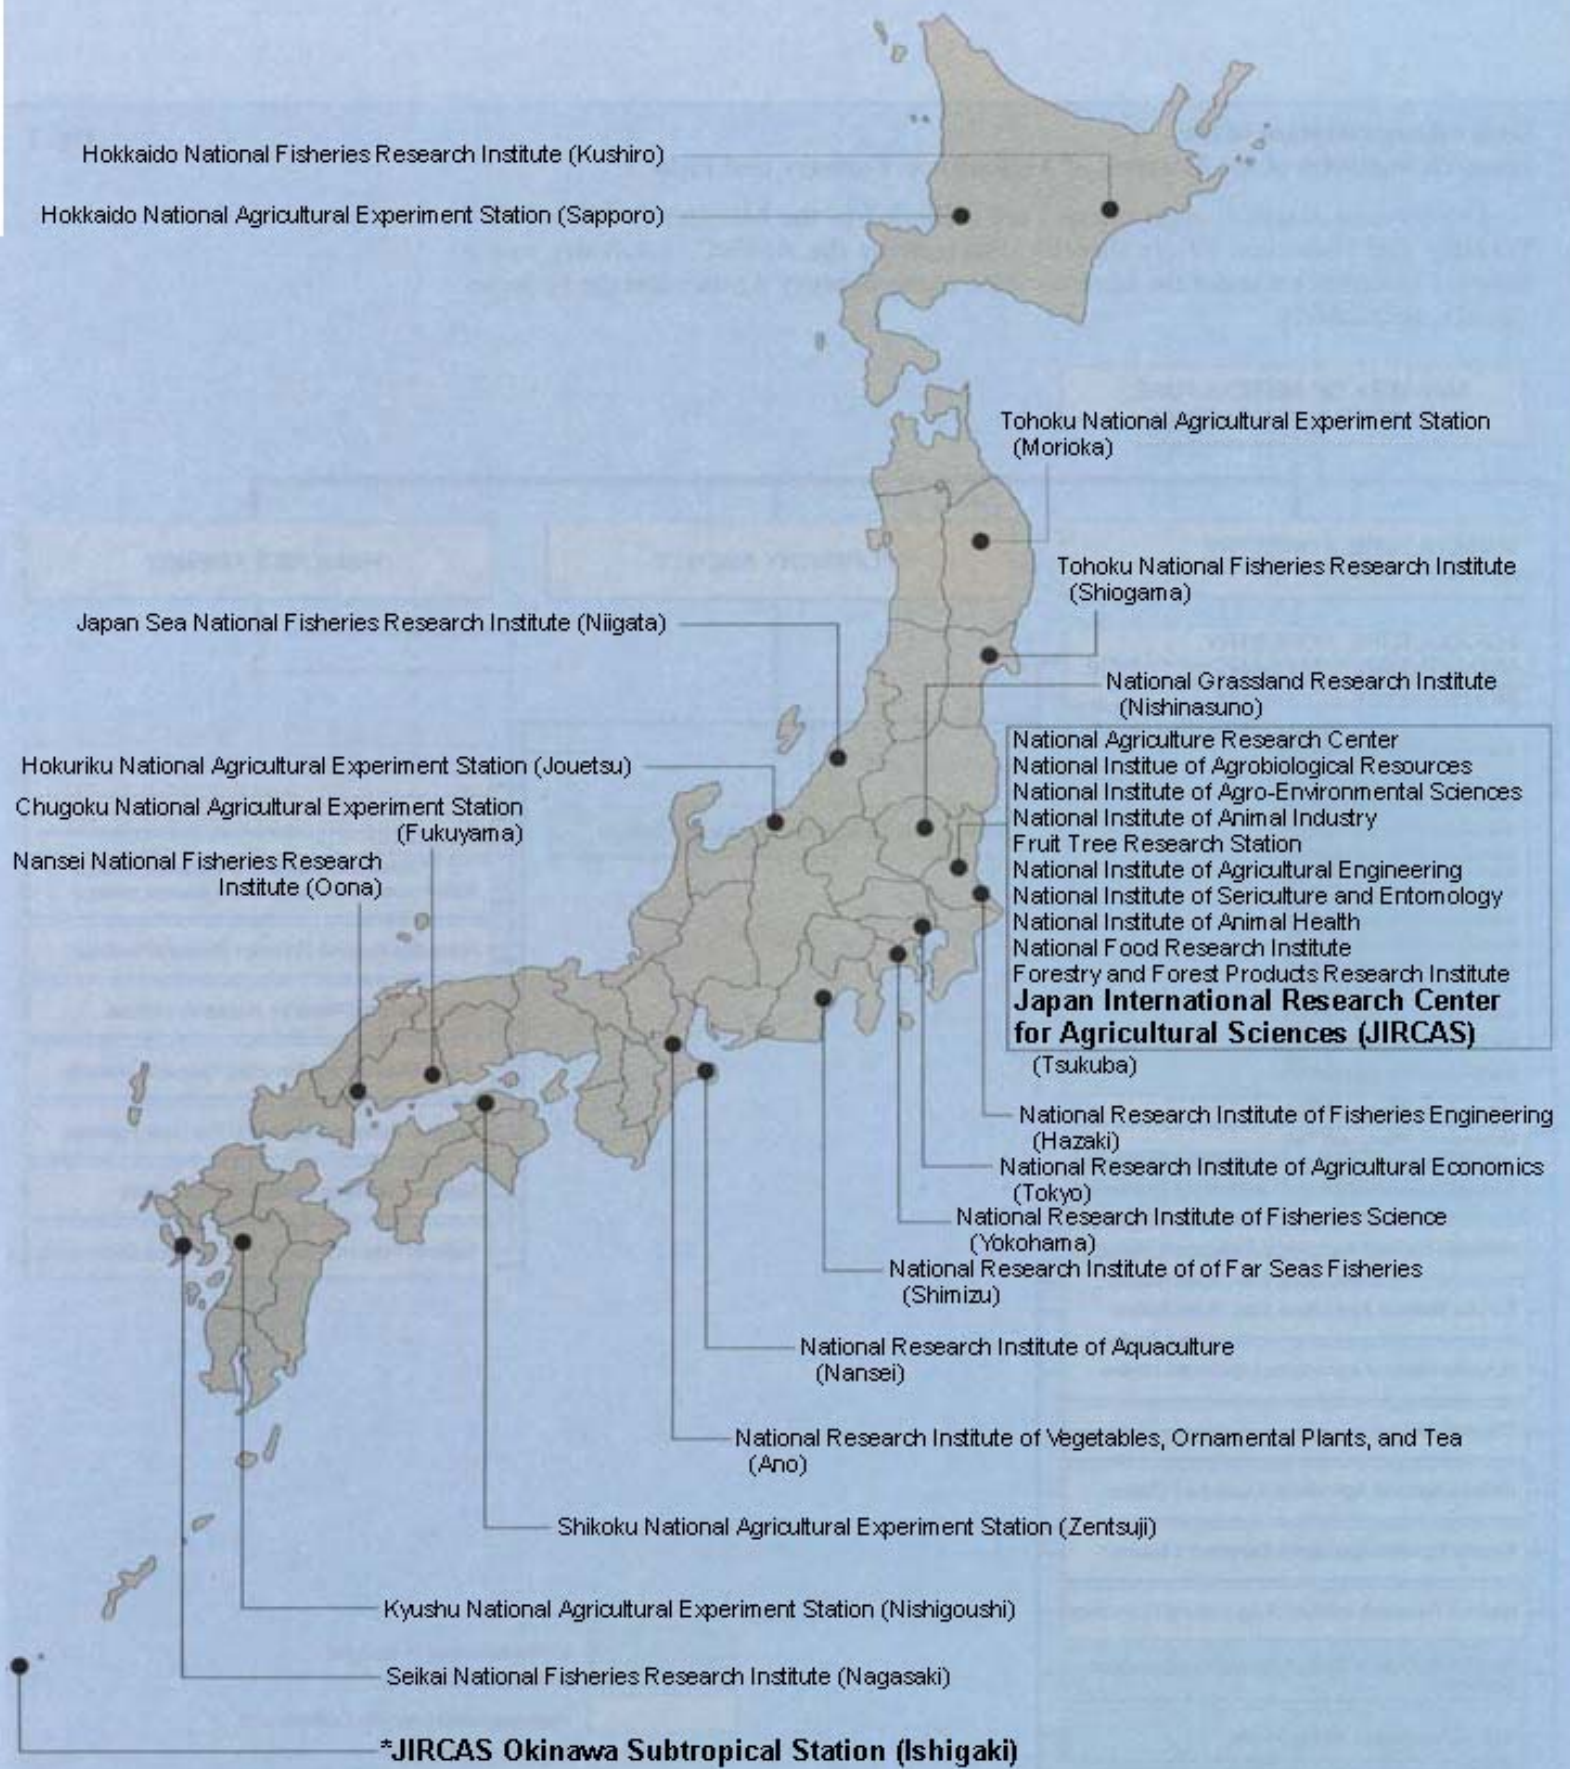 Hokkaido National Fisheries Research Institute (Kushiro)
Hokkaido National Agricultural Experiment Station (Sapporo)
Tohoku National Agricultural Experiment Station
(Morioka)
Tohoku National Fisheries Research Institute
(Shiogama)
Japan Sea National Fisheries Research Institute (Niigata)
National Grassland Research Institute
(Nishinasuno)
Hokuriku National Agricultural Experiment Station (Jouetsu)
Chugoku National Agricultural Experiment Station
(Fukuyama)
Nansei National Fisheries Research
Institute (Oona)
National Agriculture Research Center
National Institue of Agrobiological Resources
National Institute of Agro-Environmental Sciences
National Institute of Animal Industry
Fruit Tree Research Station
National Institute of Agricultural Engineering
National Institute of Sericulture and Entomology
National Institute of Animal Health
National Food Research Institute
Forestry and Forest Products Research Institute
Japan International Research Center
for Agricultural Sciences (JIRCAS)
(Tsukuba)
National Research Institute of Fisheries Engineering
(Hazaki)
National Research Institute of Agricultural Economics
(Tokyo)
National Research Institute of Fisheries Science
(Yokohama)
National Research Institute of of Far Seas Fisheries
(Shimizu)
National Research Institute of Aquaculture
(Nansei)
National Research Institute of Vegetables, Ornamental Plants, and Tea
(Ano)
Shikoku National Agricultural Experiment Station (Zentsuji)
Kyushu National Agricultural Experiment Station (Nishigoushi)
Seikai National Fisheries Research Institute (Nagasaki)
*JIRCAS Okinawa Subtropical Station (Ishigaki)